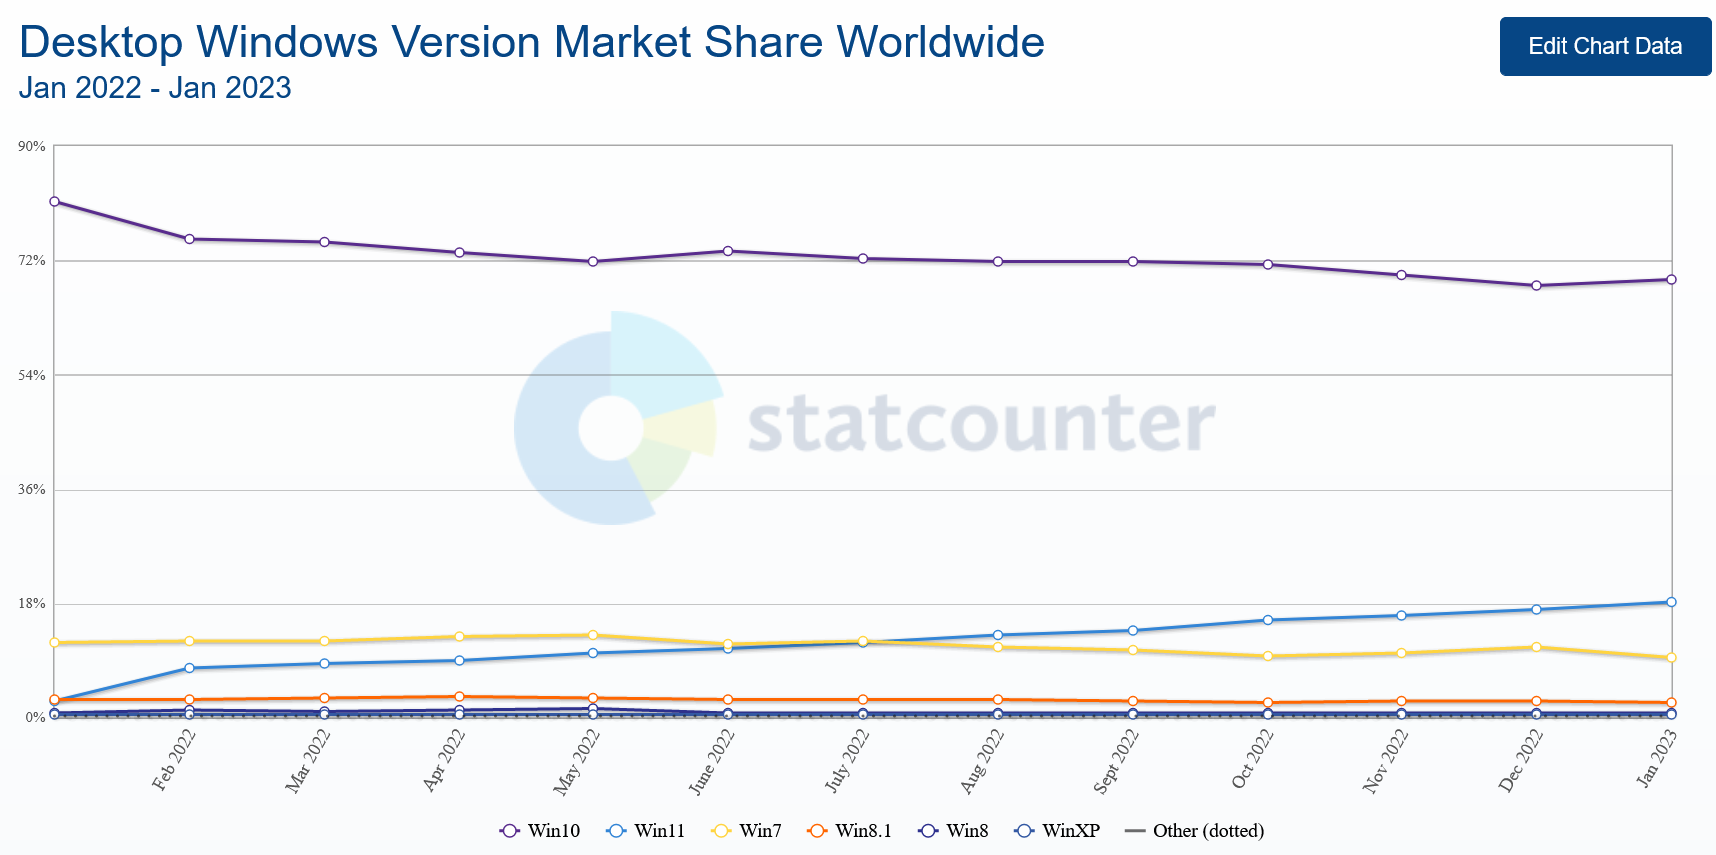 Desktop Windows Version Market Share Worldwide
Jan 2022 - Jan 2023
Edit Chart Data
90%
72%
54%
36%
18%
0%
statcounter
Feb 2022
Mar 2022
Apr 2022
May 2022
June 2022
July 2022
Aug 2022
Sept 2022
Oct 2022
Nov 2022
Dec 2022
Jan 2023
Win10 Win11 Win7 Win8.1 Win8 WinXP Other (dotted)